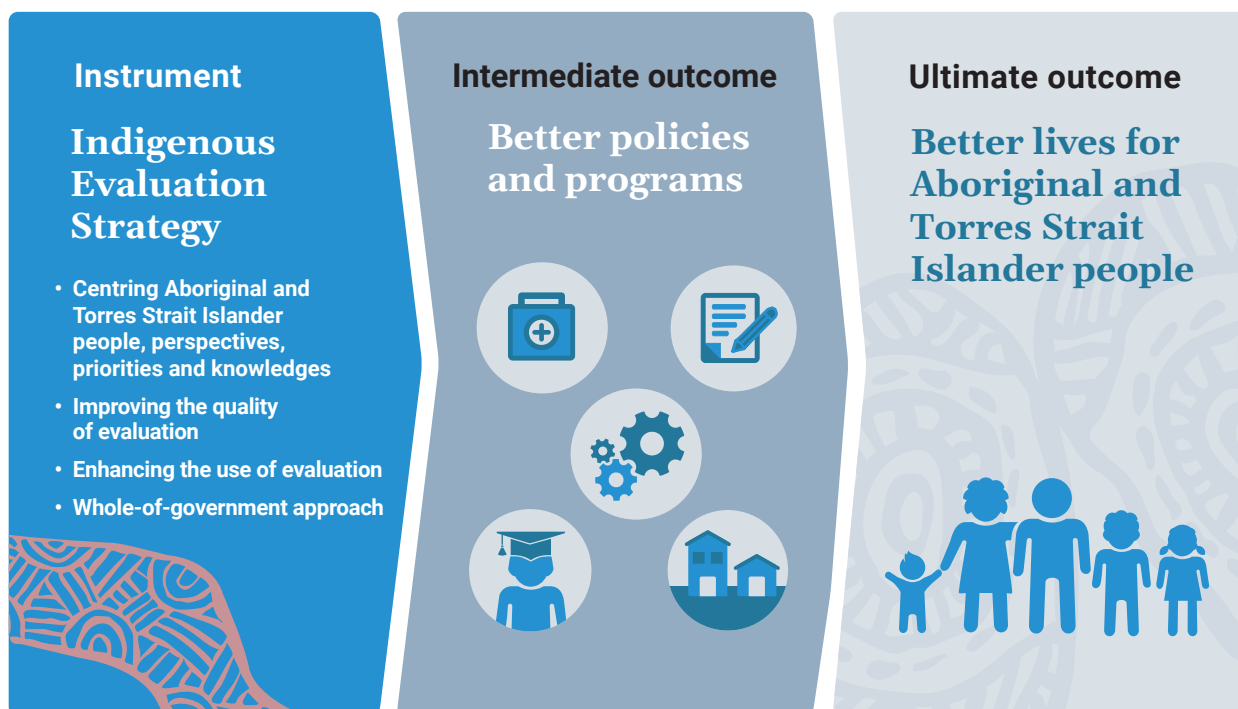 Instrument
Indigenous
Evaluation
Strategy
• Centring Aboriginal and
Torres Strait Islander
people, perspectives,
priorities and knowledges
• Improving the quality
of evaluation
• Enhancing the use of evaluation
• Whole-of-government approach
Intermediate outcome
Better policies
and programs
Ultimate outcome
Better lives for
Aboriginal and
Torres Strait
Islander people